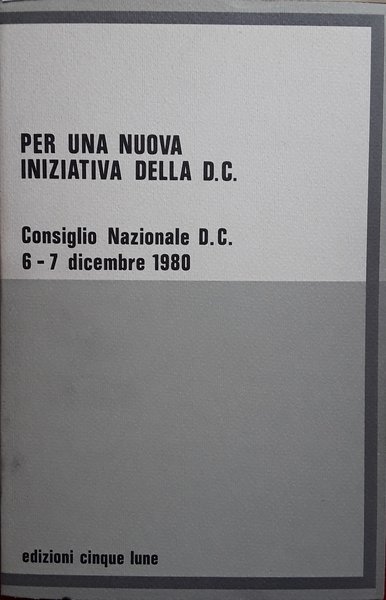 PER UNA NUOVA
INIZIATIVA DELLA D.C.
Consiglio Nazionale D.C.
6 - 7 dicembre 1980
edizioni cinque lune